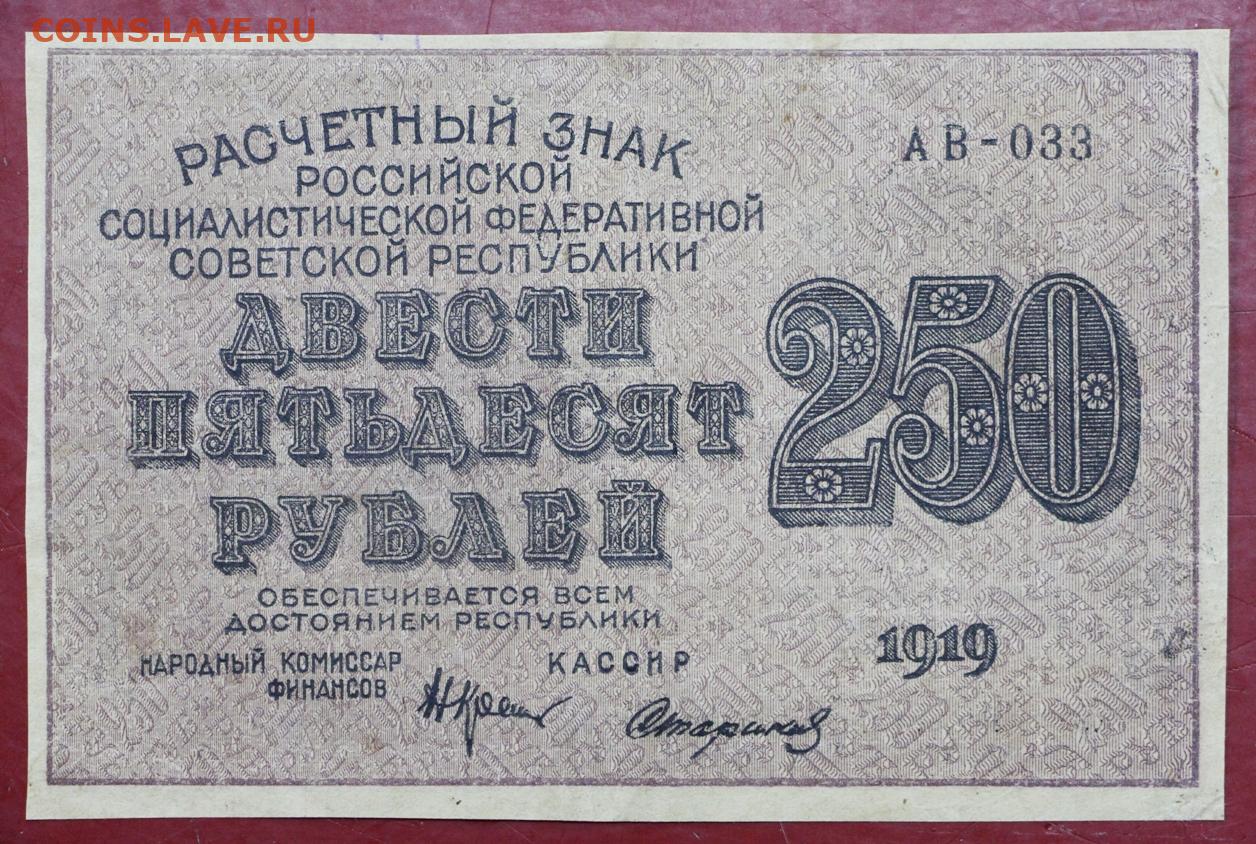 COINS.LAVE.RU
РАСЧЕТНЫЙ ЗНАК
РОССИЙСКОЙ
СОЦИАЛИСТИЧЕСКОЙ ФЕДЕРАТИВНОЙ
СОВЕТСКОЙ РЕСПУБЛИКИ
АВ-033
ДВЕСТИ
ПЯТЬДЕСЯТ
РУБЛЕЙ
250
ОБЕСПЕЧИВАЕТСЯ ВСЕМ
ДОСТОЯНИЕМ РЕСПУБЛИКИ
1919
НАРОДНЫЙ КОМИССАР
ФИНАНСОВ
КАССИР